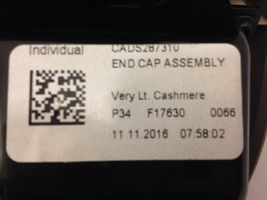 Individual CADS287310
END CAP ASSEMBLY
Very Lt. Cashmere
P34 F17630 0066
11.11.2016 07:58:02